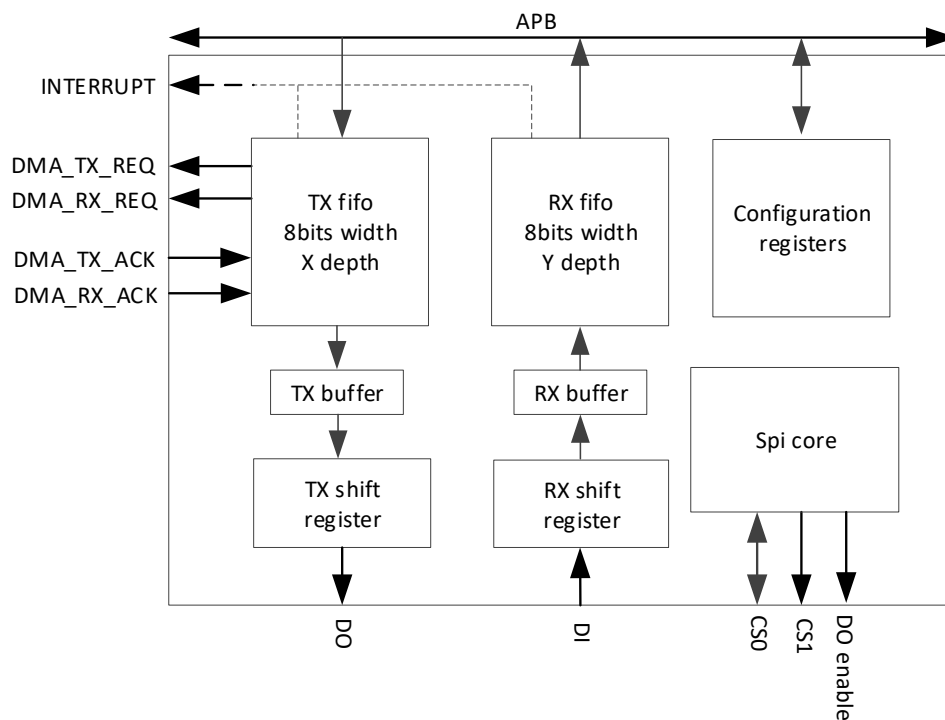 APB
INTERRUPT
DMA_TX_REQ
DMA_RX_REQ
DMA_TX_ACK
DMA_RX_ACK
TX fifo
8bits width
X depth
RX fifo
8bits width
Y depth
Configuration
registers
TX buffer
RX buffer
Spi core
TX shift
register
RX shift
register
DO
DI
CS0
CS1
DO enable